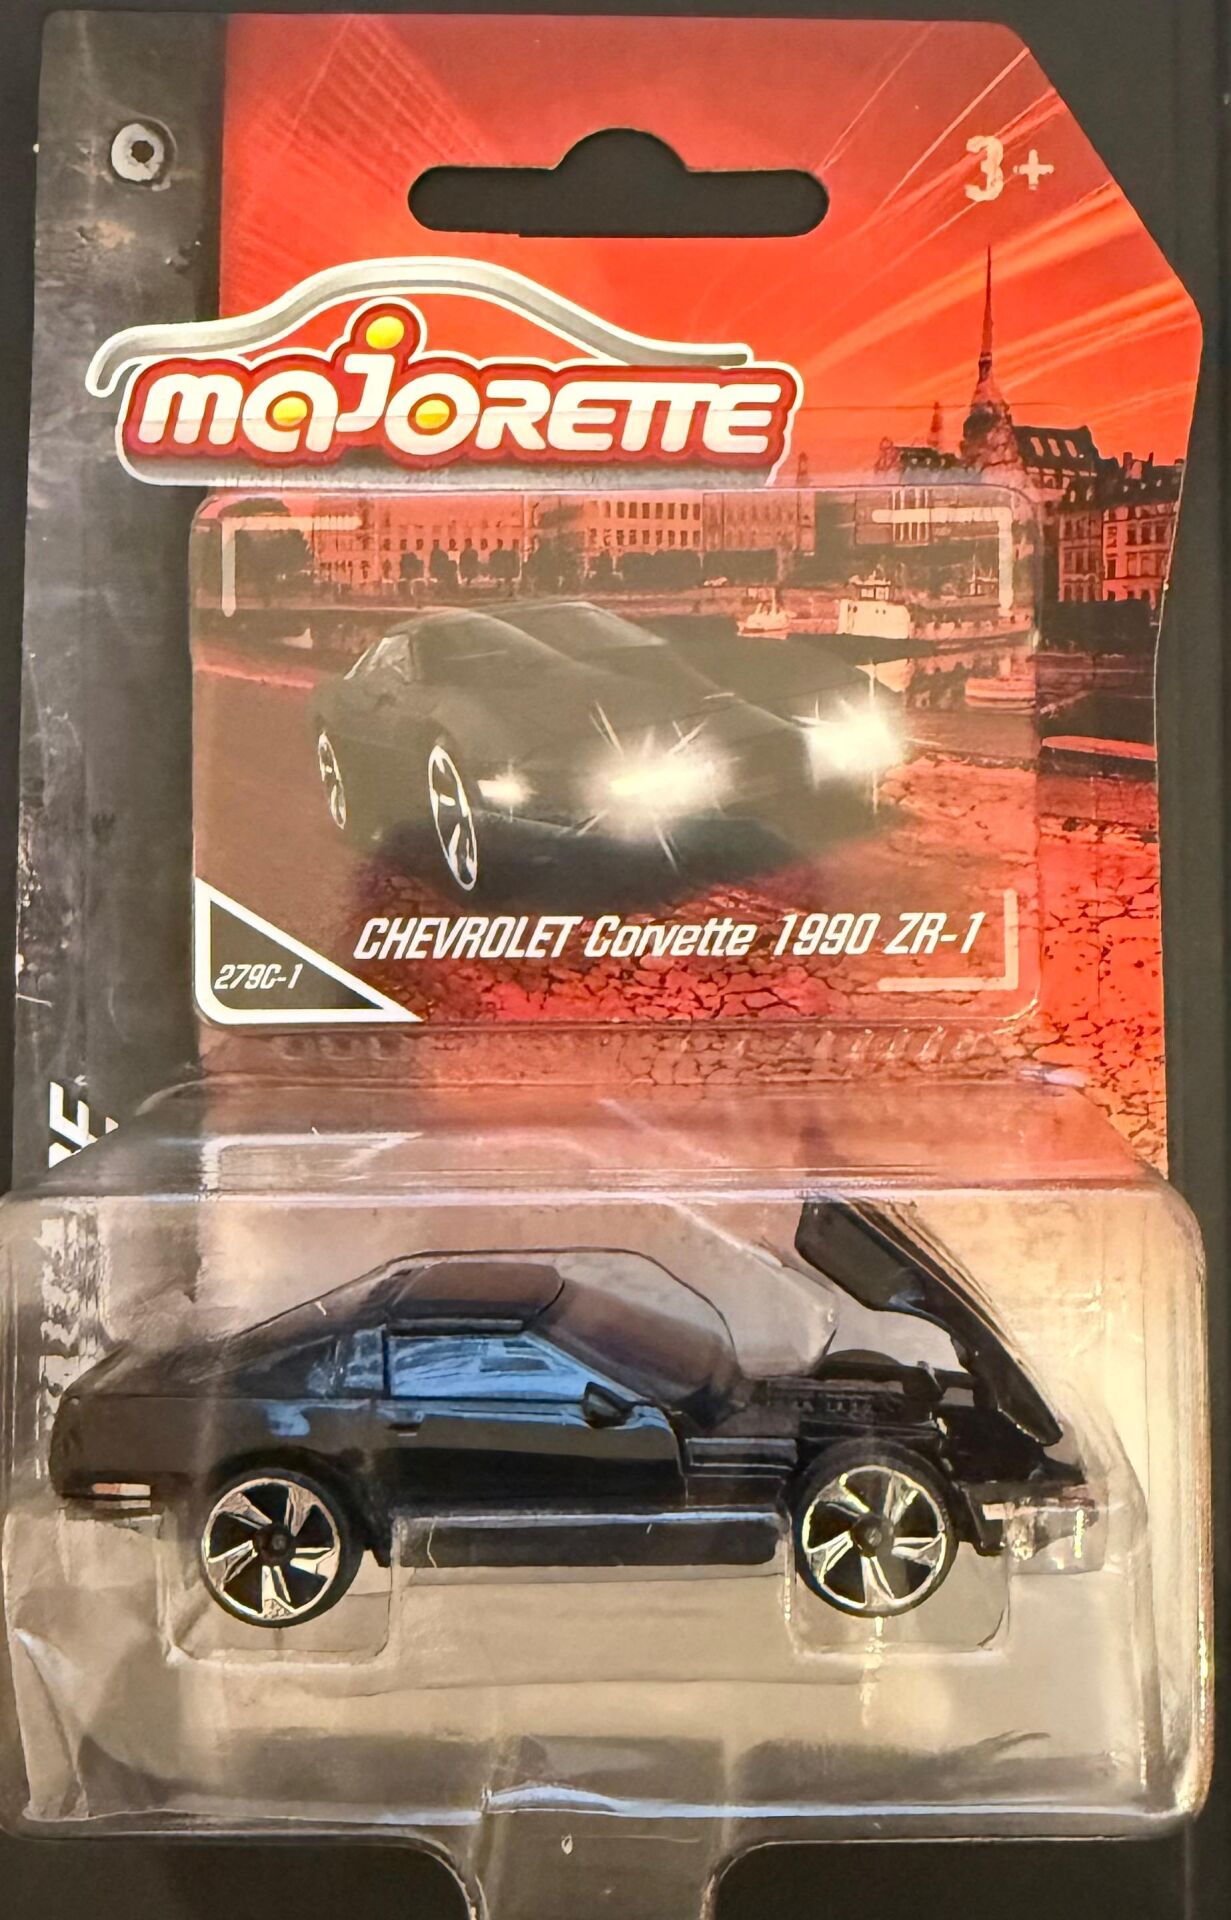 3+
MAJORETTE
CHEVROLET Corvette 1990 ZR-1
279C-1